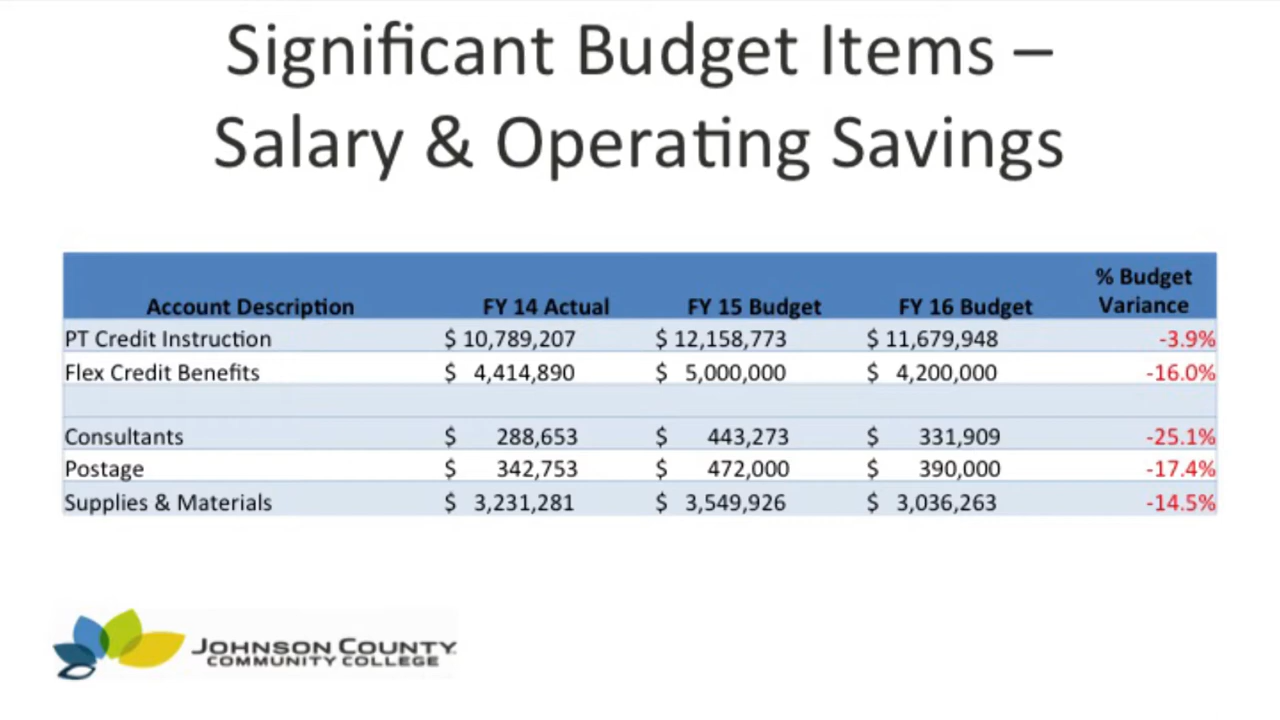 Significant Budget Items –
Salary & Operating Savings
Account Description FY 14 Actual FY 15 Budget FY 16 Budget % Budget Variance
PT Credit Instruction $ 10,789,207 $ 12,158,773 $ 11,679,948 -3.9%
Flex Credit Benefits $ 4,414,890 $ 5,000,000 $ 4,200,000 -16.0%
Consultants $ 288,653 $ 443,273 $ 331,909 -25.1%
Postage $ 342,753 $ 472,000 $ 390,000 -17.4%
Supplies & Materials $ 3,231,281 $ 3,549,926 $ 3,036,263 -14.5%
JOHNSON COUNTY
COMMUNITY COLLEGE